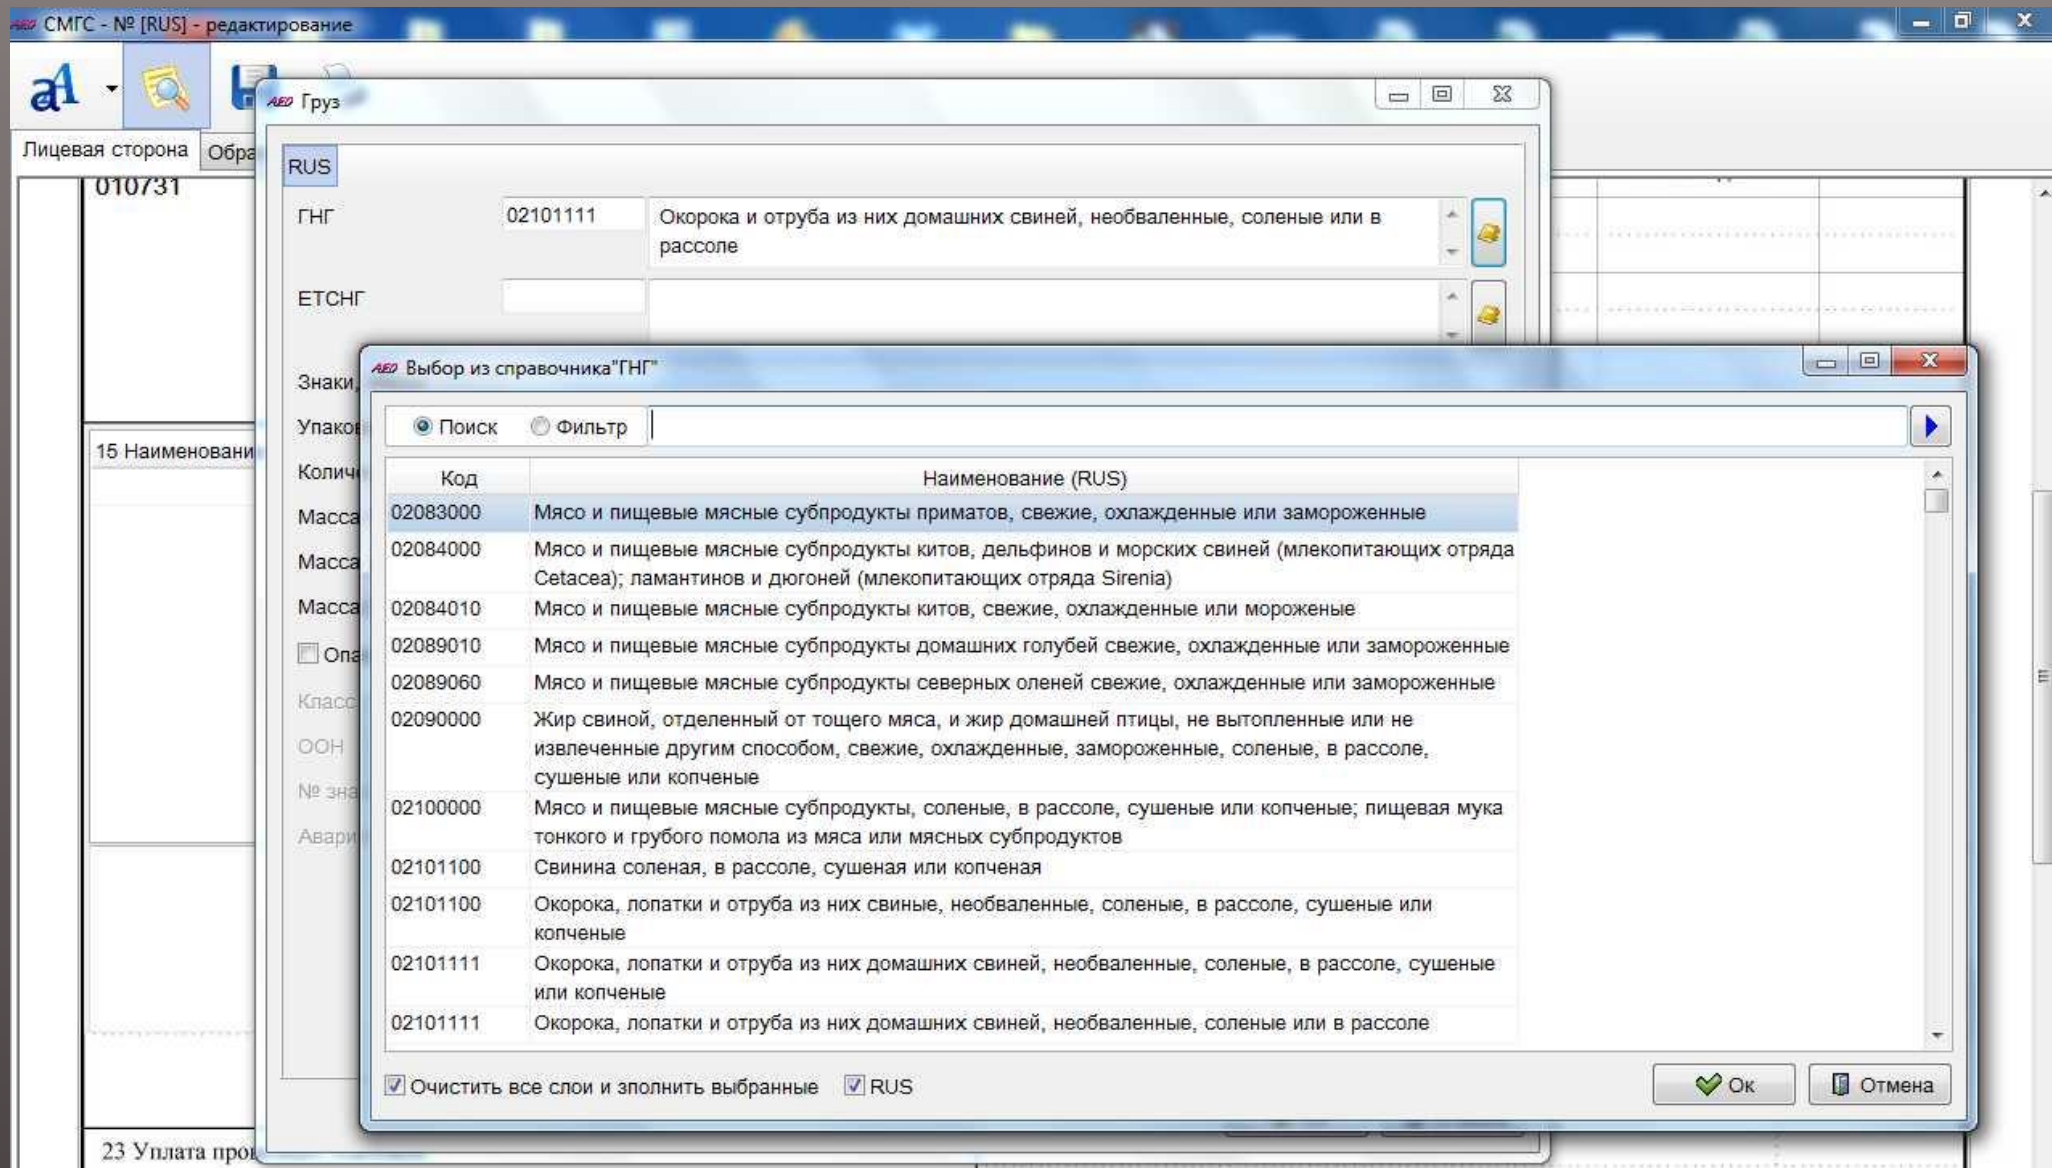 AEO СМГС - № [RUS] - редактирование
Лицевая сторона
AEO Груз
RUS
010731
ГНГ 02101111 Окорока и отруба из них домашних свиней, необваленные, соленые или в
рассоле
ЕТСНГ
AEO Выбор из справочника"ГНГ"
Знаки,
Поиск Фильтр
15
Масса
Масса
Масса
Класс
ООН
№
Код Наименование (RUS)
02083000 Мясо и пищевые мясные субпродукты приматов, свежие, охлажденные или замороженные
02084000 Мясо и пищевые мясные субпродукты китов, дельфинов и морских свиней (млекопитающих отряда
Cetacea); ламантинов и дюгоней (млекопитающих отряда Sirenia)
02084010 Мясо и пищевые мясные субпродукты китов, свежие, охлажденные или мороженые
02089010 Мясо и пищевые мясные субпродукты домашних голубей свежие, охлажденные или замороженные
02089060 Мясо и пищевые мясные субпродукты северных оленей свежие, охлажденные или замороженные
02090000 Жир свиной, отделенный от тощего мяса, и жир домашней птицы, не вытопленные или не
извлеченные другим способом, свежие, охлажденные, замороженные, соленые, в рассоле,
сушеные или копченые
02100000 Мясо и пищевые мясные субпродукты, соленые, в рассоле, сушеные или копченые; пищевая мука
тонкого и грубого помола из мяса или мясных субпродуктов
02101100 Свинина соленая, в рассоле, сушеная или копченая
02101100 Окорока, лопатки и отруба из них свиные, необваленные, соленые, в рассоле, сушеные или
копченые
02101111 Окорока, лопатки и отруба из них домашних свиней, необваленные, соленые, в рассоле, сушеные
или копченые
02101111 Окорока, лопатки и отруба из них домашних свиней, необваленные, соленые или в рассоле
Очистить все слои и зполнить выбранные RUS
Ок Отмена
23 Уплата